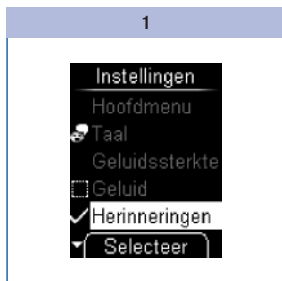 1
Instellingen
Hoofdmenu
Taal
Geluidssterkte
Geluid
Herinneringen
Selecteer